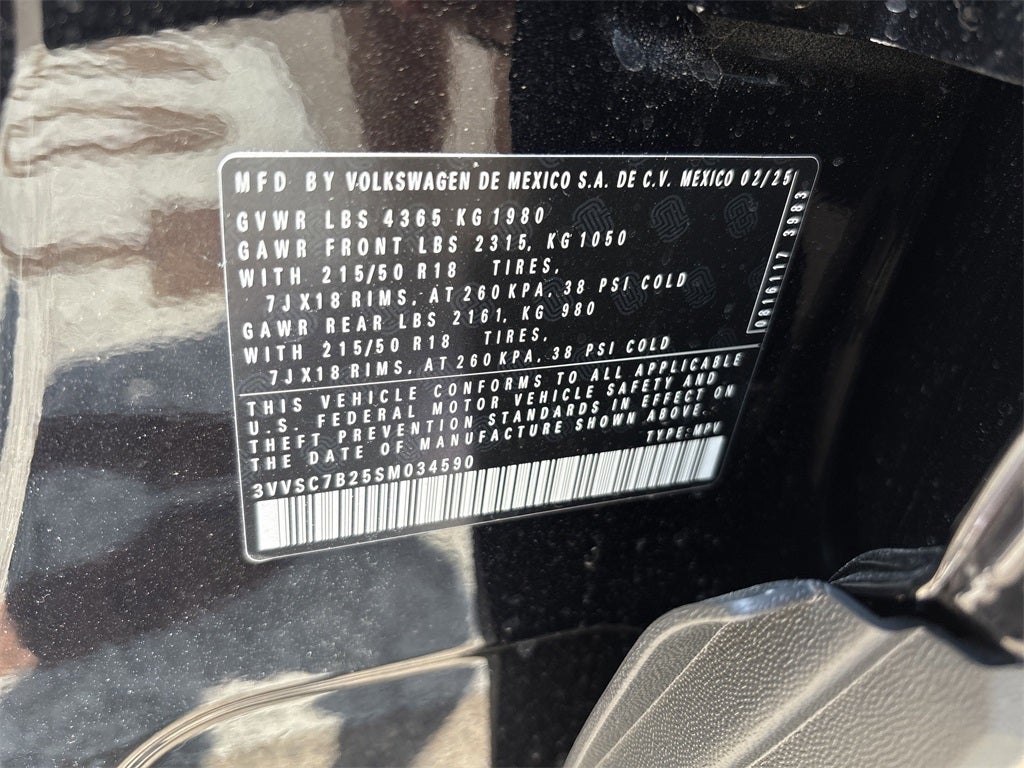 MFD BY VOLKSWAGEN DE MEXICO S.A. DE C.V. MEXICO 02/25
GVWR LBS 4365 KG 1980
GAWR FRONT LBS 2315, KG 1050
WITH 215/50 R18 TIRES,
7JX18 RIMS, AT 260 KPA, 38 PSI COLD
GAWR REAR LBS 2161, KG 980
WITH 215/50 R18 TIRES,
7JX18 RIMS, AT 260 KPA, 38 PSI COLD
THIS VEHICLE CONFORMS TO ALL APPLICABLE
U.S. FEDERAL MOTOR VEHICLE SAFETY AND
THEFT PREVENTION STANDARDS IN EFFECT ON
THE DATE OF MANUFACTURE SHOWN ABOVE.
TYPE: MPV
3VVSC7B25SM034590
0816117 3983